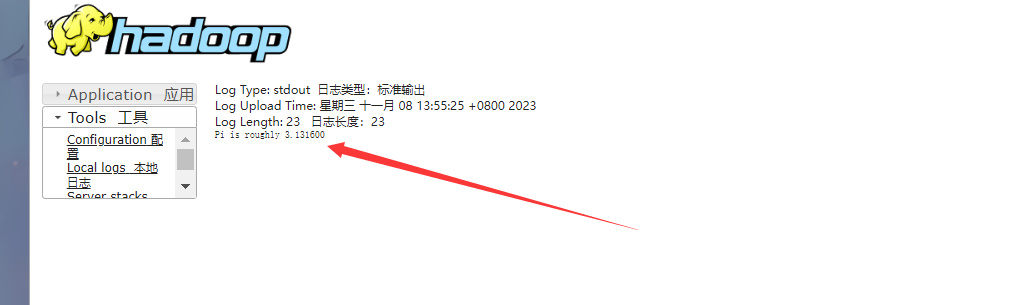 hadoop
Application 应用
Tools 工具
Configuration 配
置
Local logs 本地
日志
Server stacks
Log Type: stdout 日志类型：标准输出
Log Upload Time: 星期三 十一月 08 13:55:25 +0800 2023
Log Length: 23 日志长度：23
Pi is roughly 3.131600